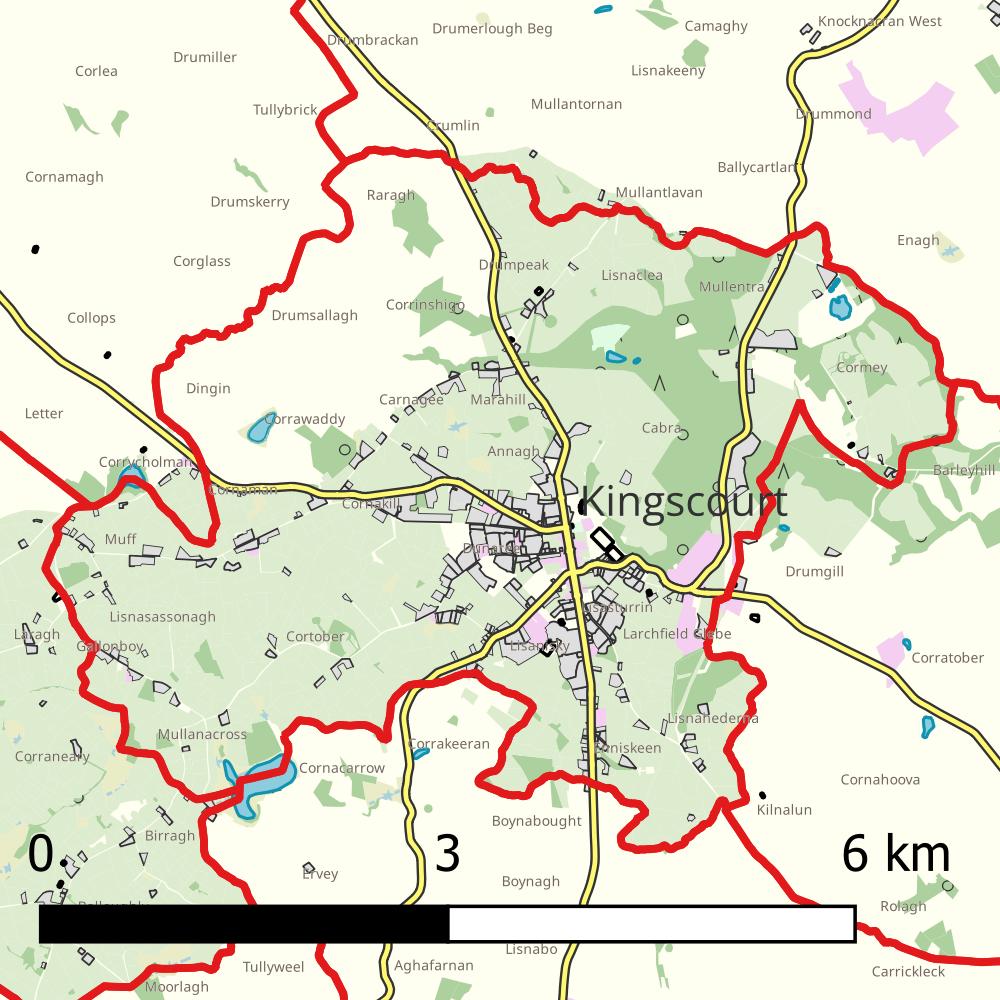 Knocknacran West
Drumerlough Beg
Camaghy
Drumbrackan
Drumiller
Corlea
Lisnakeeny
Mullantornan
Tullybrick
Drummond
Crumlin
Ballycartlan
Cornamagh
Mullantlavan
Raragh
Drumskerry
Enagh
Corglass
Drumpeak
Lisnaclea
Mullentra
Corrinshigo
Drumsallagh
Collops
Cormey
Dingin
Carnagee
Marahill
Letter
Corrawaddy
Cabra
Annagh
Corrycholman
Barleyhill
Cornaman
Kingscourt
Cornakill
Muff
Dunaree
Drumgill
Lisasturrin
Lisnasassonagh
Laragh
Cortober
Larchfield Glebe
Gallonboy
Lisanisky
Corratober
Lisnahederna
Mullanacross
Corrakeeran
Enniskeen
Corraneary
Cornacarrow
Cornahoova
Kilnalun
Boynabought
Birragh
0 3 6 km
Ervey
Boynagh
Rolagh
Lisnabo
Tullyweel
Aghafarnan
Carrickleck
Moorlagh